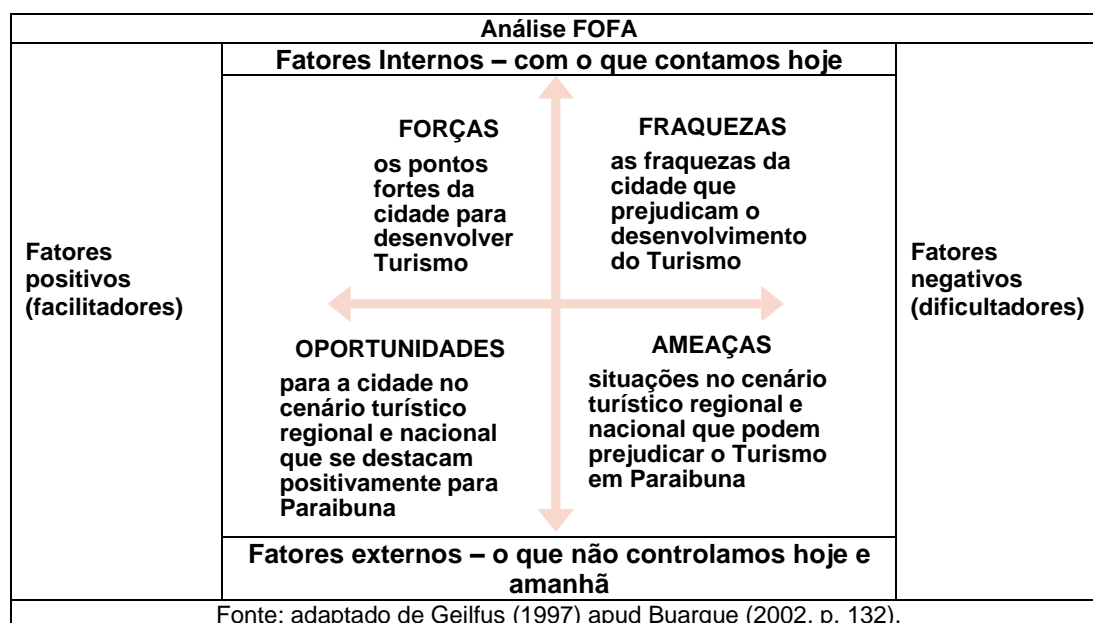 Análise FOFA
Fatores Internos – com o que contamos hoje
Fatores
positivos
(facilitadores)
FORÇAS
os pontos
fortes da
cidade para
desenvolver
Turismo
FRAQUEZAS
as fraquezas da
cidade que
prejudicam o
desenvolvimento
do Turismo
OPORTUNIDADES
para a cidade no
cenário turístico
regional e nacional
que se destacam
positivamente para
Paraibuna
AMEAÇAS
situações no cenário
turístico regional e
nacional que podem
prejudicar o Turismo
em Paraibuna
Fatores
negativos
(dificultadores)
Fatores externos – o que não controlamos hoje e
amanhã
Fonte: adaptado de Geilfus (1997) apud Buarque (2002, p. 132).